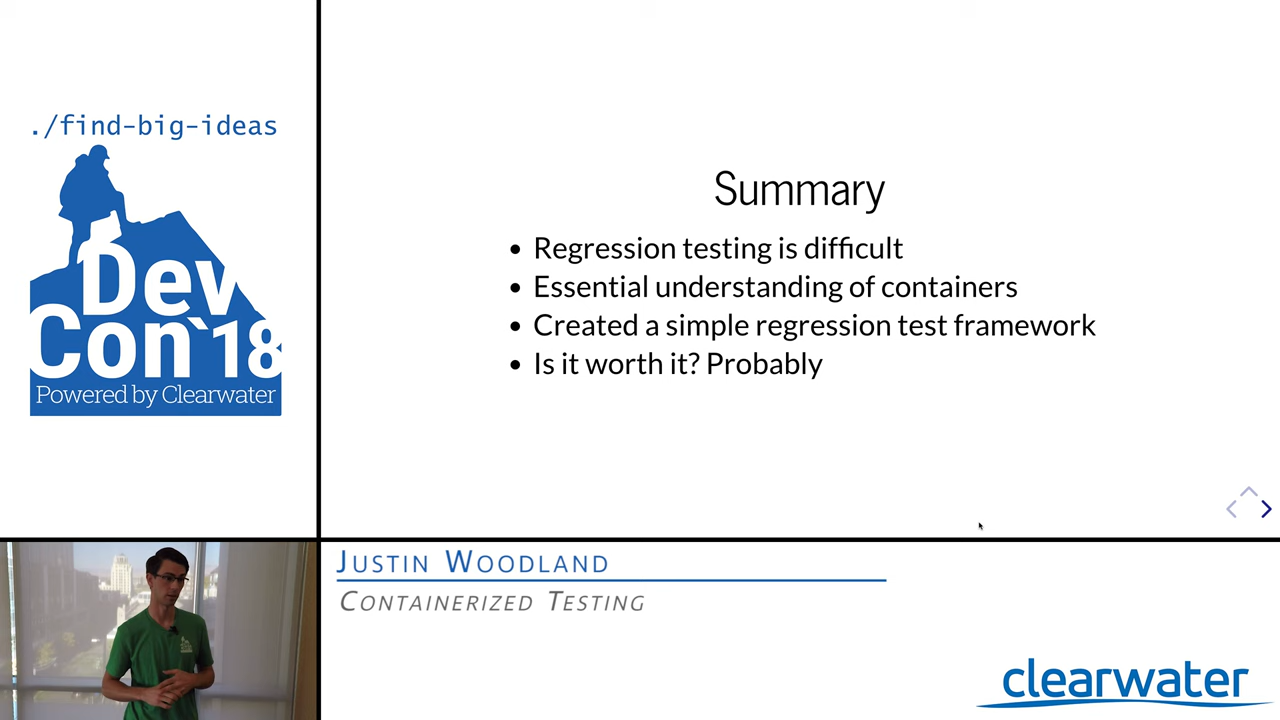 ./find-big-ideas
Dev
Con`18
Powered by Clearwater
Summary
• Regression testing is difficult
• Essential understanding of containers
• Created a simple regression test framework
• Is it worth it? Probably
JUSTIN WOODLAND
CONTAINERIZED TESTING
clearwater